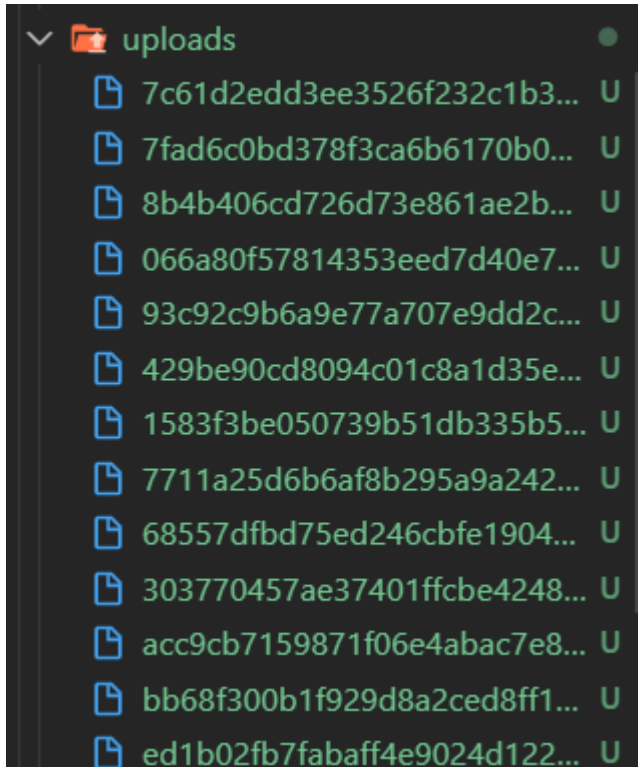 uploads
7c61d2edd3ee3526f232c1b3... U
7fad6c0bd378f3ca6b6170b0... U
8b4b406cd726d73e861ae2b... U
066a80f57814353eed7d40e7... U
93c92c9b6a9e77a707e9dd2c... U
429be90cd8094c01c8a1d35e... U
1583f3be050739b51db335b5... U
7711a25d6b6af8b295a9a242... U
68557dfbd75ed246cbfe1904... U
303770457ae37401ffcbe4248... U
acc9cb7159871f06e4abac7e8... U
bb68f300b1f929d8a2ced8ff1... U
ed1b02fb7fabaff4e9024d122... U